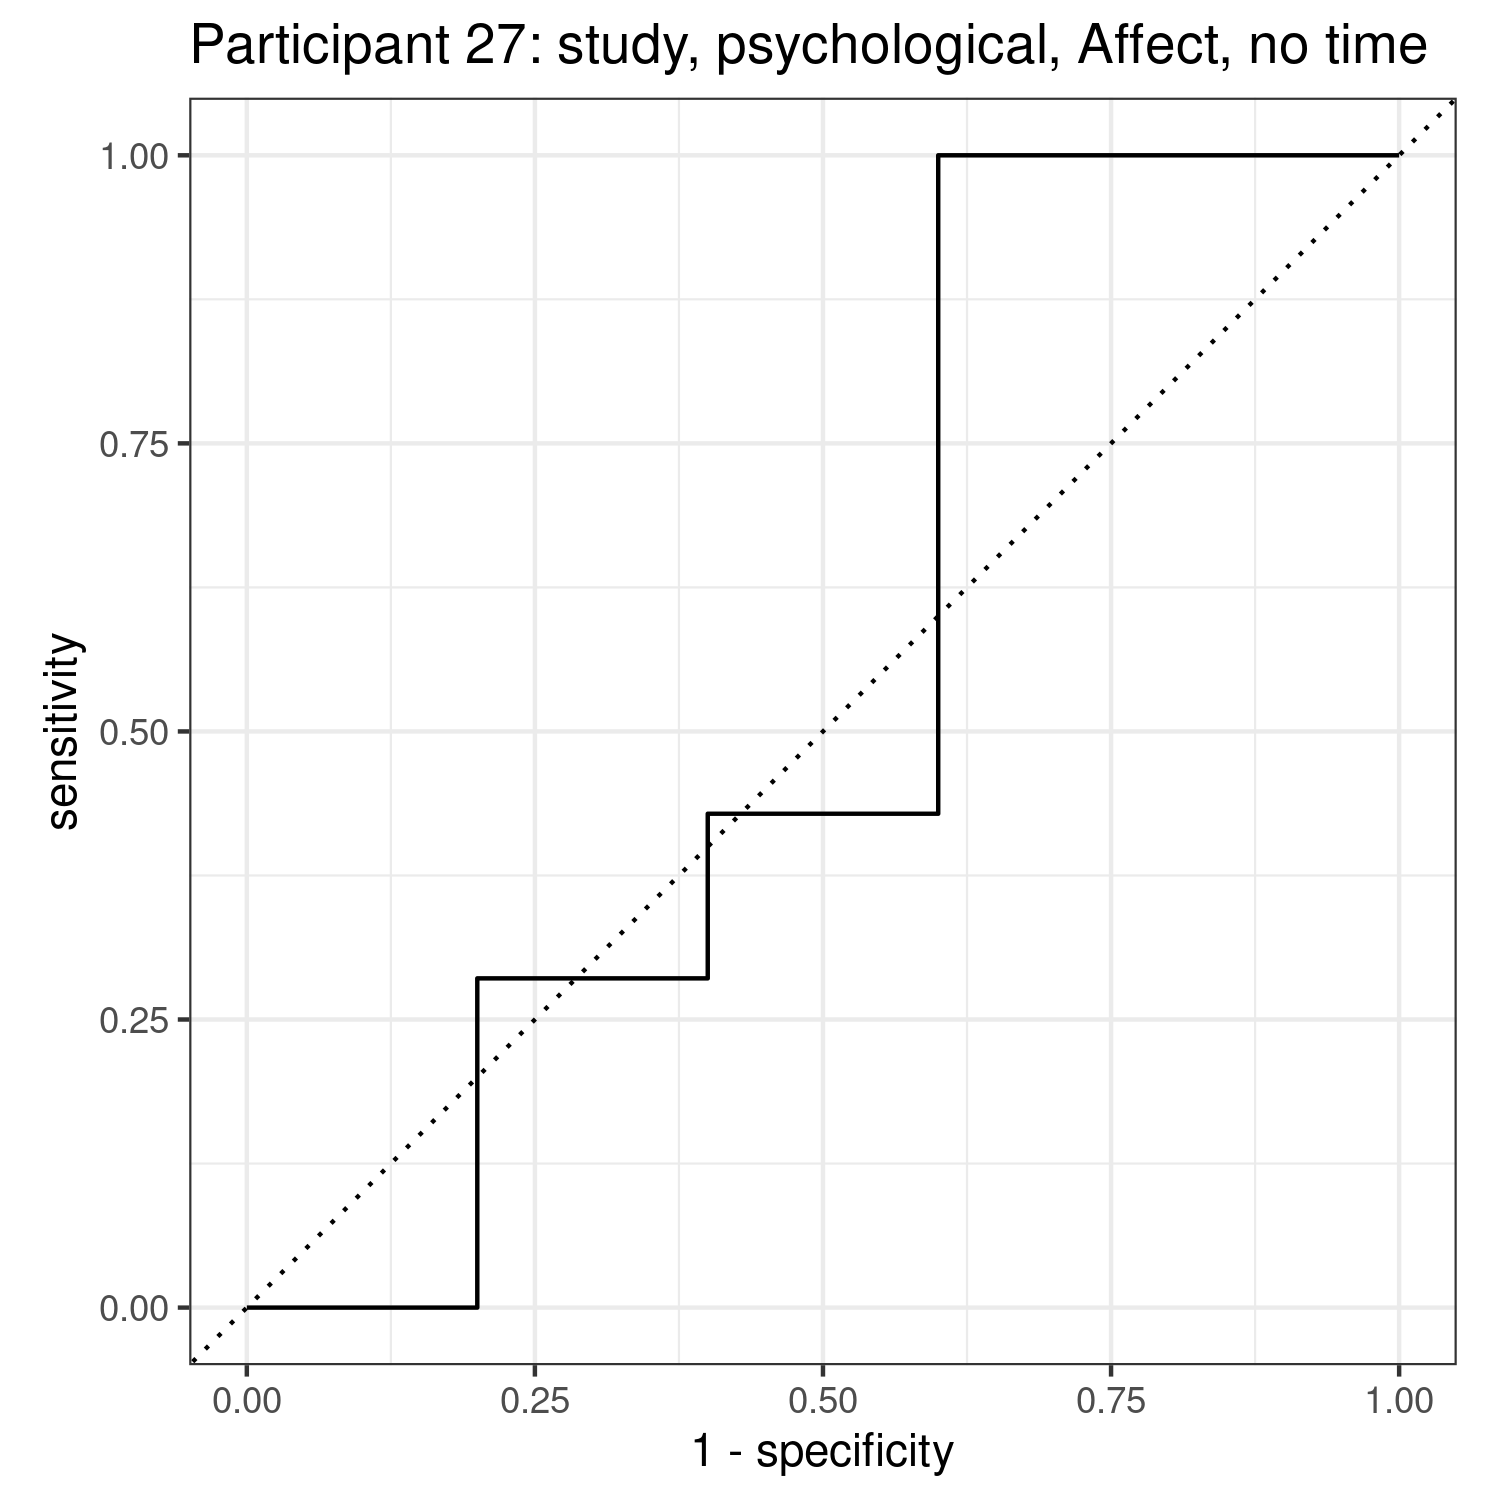 Participant 27: study, psychological, Affect, no time
1.00
0.75
0.50
0.25
0.00
sensitivity
0.00 0.25 0.50 0.75 1.00
1 - specificity